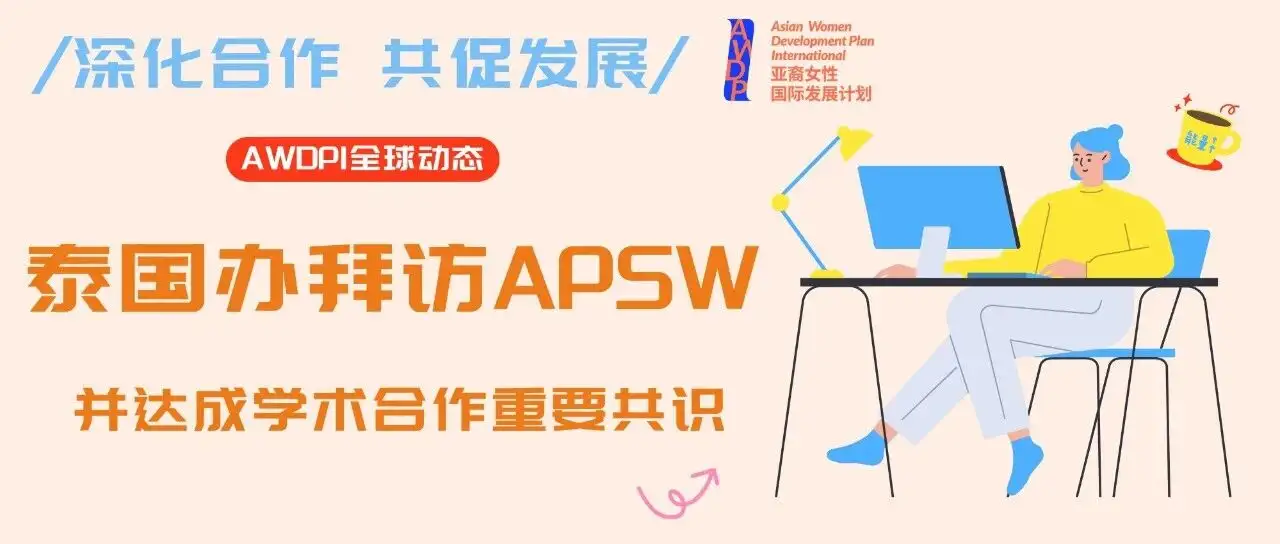 /深化合作 共促发展/
AWDP
Asian Women
Development Plan
International
亚裔女性
国际发展计划
AWDPI全球动态
能量
泰国办拜访APSW
并达成学术合作重要共识